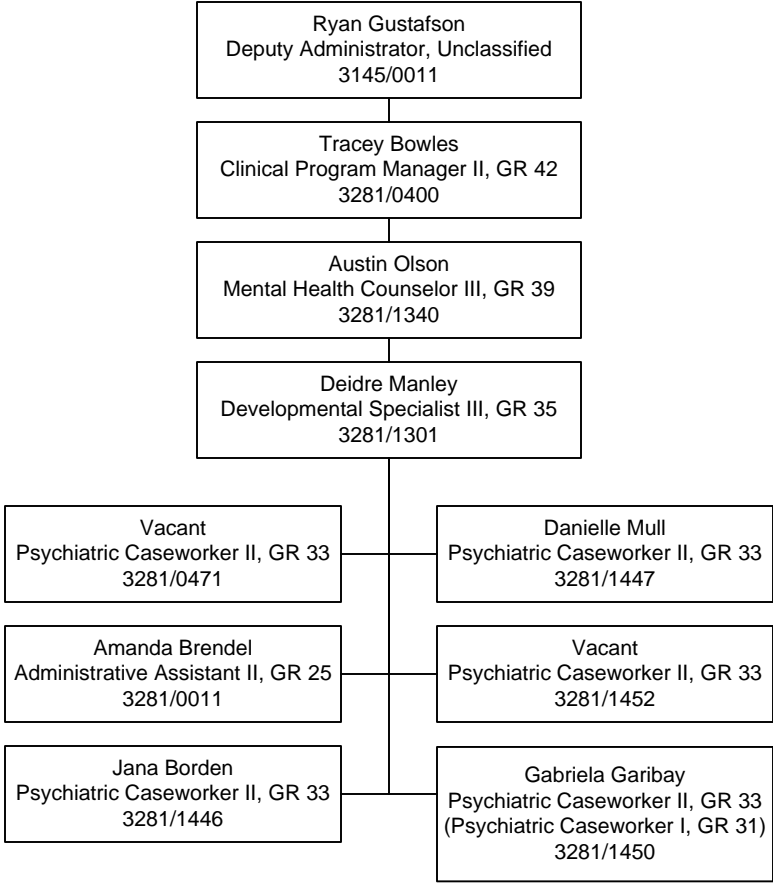 Ryan Gustafson
Deputy Administrator, Unclassified
3145/0011
Tracey Bowles
Clinical Program Manager II, GR 42
3281/0400
Austin Olson
Mental Health Counselor III, GR 39
3281/1340
Deidre Manley
Developmental Specialist III, GR 35
3281/1301
Vacant
Psychiatric Caseworker II, GR 33
3281/0471
Danielle Mull
Psychiatric Caseworker II, GR 33
3281/1447
Amanda Brendel
Administrative Assistant II, GR 25
3281/0011
Vacant
Psychiatric Caseworker II, GR 33
3281/1452
Jana Borden
Psychiatric Caseworker II, GR 33
3281/1446
Gabriela Garibay
Psychiatric Caseworker II, GR 33
(Psychiatric Caseworker I, GR 31)
3281/1450